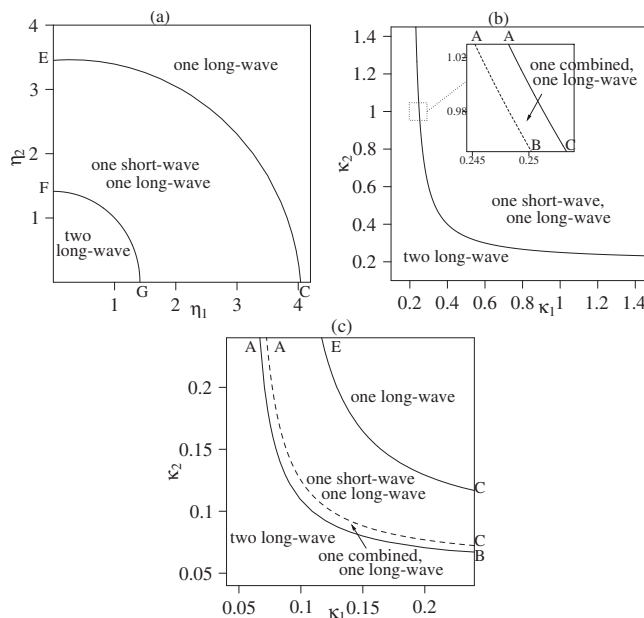 (a)
E
4
one long-wave
3
η2
2
one short-wave
one long-wave
F
1
two
long-wave
1
G
2
3
4
C
η1
(b)
1.4
1.2
1
0.8
κ2
0.6
0.4
0.2
A
A
1.02
one combined,
one long-wave
0.98
B
C
0.245
0.25
one short-wave,
one long-wave
two long-wave
0.2
0.4
0.6
0.8
1
1.2
1.4
κ1
(c)
A
A
E
0.2
one long-wave
0.15
κ2
one short-wave
one long-wave
C
0.1
two long-wave
C
B
one combined,
one long-wave
0.05
0.05
0.1
0.15
0.2
κ1